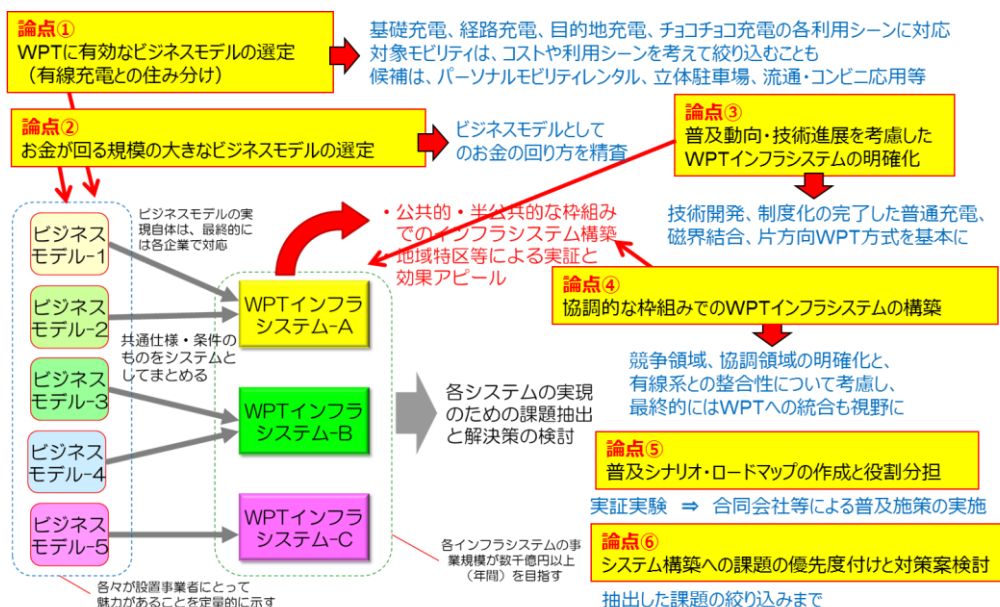 論点①
WPTに有効なビジネスモデルの選定
（有線充電との住み分け）
基礎充電、経路充電、目的地充電、チョコチョコ充電の各利用シーンに対応
対象モビリティは、コストや利用シーンを考えて絞り込むことも
候補は、パーソナルモビリティレンタル、立体駐車場、流通・コンビニ応用等
論点②
お金が回る規模の大きなビジネスモデルの選定
ビジネスモデルとして
のお金の回り方を精査
論点③
普及動向・技術進展を考慮した
WPTインフラシステムの明確化
技術開発、制度化の完了した普通充電、
磁界結合、片方向WPT方式を基本に
ビジネス
モデル-1
ビジネス
モデル-2
ビジネス
モデル-3
ビジネス
モデル-4
ビジネス
モデル-5
ビジネスモデルの実
現自体は、最終的に
は各企業で対応
共通仕様・条件の
ものをシステムと
してまとめる
WPTインフラ
システム-A
WPTインフラ
システム-B
WPTインフラ
システム-C
・公共的・半公共的な枠組み
でのインフラシステム構築
・地域特区等による実証と
効果アピール
論点④
協調的な枠組みでのWPTインフラシステムの構築
競争領域、協調領域の明確化と、
有線系との整合性について考慮し、
最終的にはWPTへの統合も視野に
各システムの実現
のための課題抽出
と解決策の検討
論点⑤
普及シナリオ・ロードマップの作成と役割分担
実証実験 ⇒ 合同会社等による普及施策の実施
各インフラシステムの事
業規模が数千億円以上
（年間）を目指す
論点⑥
システム構築への課題の優先度付けと対策案検討
抽出した課題の絞り込みまで
各々が設置事業者にとって
魅力があることを定量的に示す